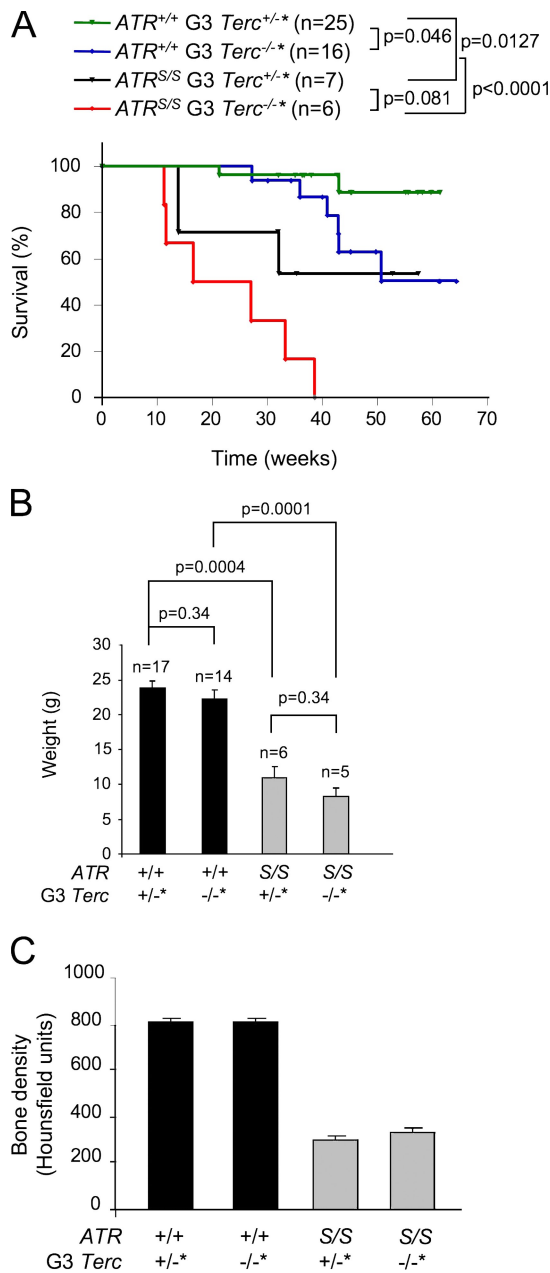 A
ATR+/+ G3 Terc+/-* (n=25)
ATR+/+ G3 Terc-/-* (n=16)
ATRS/S G3 Terc+/-* (n=7)
ATRS/S G3 Terc-/-* (n=6)
p=0.046
p=0.0127
p=0.081
p<0.0001
Survival (%)
100
80
60
40
20
0
0 10 20 30 40 50 60 70
Time (weeks)
B
p=0.0001
p=0.0004
p=0.34
p=0.34
n=17
n=14
n=6
n=5
Weight (g)
30
25
20
15
10
5
0
ATR +/+ +/+ S/S S/S
G3 Terc +/-* -/-* +/-* -/-*
C
Bone density
(Hounsfield units)
1000
800
600
400
200
0
ATR +/+ +/+ S/S S/S
G3 Terc +/-* -/-* +/-* -/-*